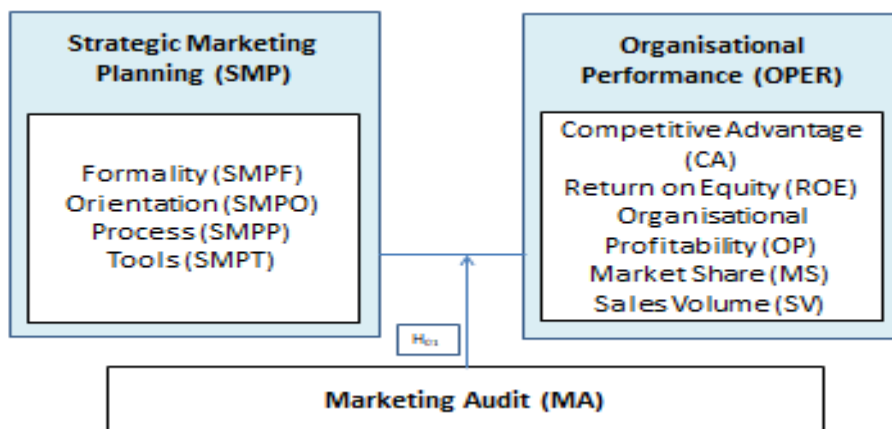 Strategic Marketing
Planning (SMP)
Formality (SMPF)
Orientation (SMPO)
Process (SMPP)
Tools (SMPT)
Organisational
Performance (OPER)
Competitive Advantage
(CA)
Return on Equity (ROE)
Organisational
Profitability (OP)
Market Share (MS)
Sales Volume (SV)
H₀₁
Marketing Audit (MA)